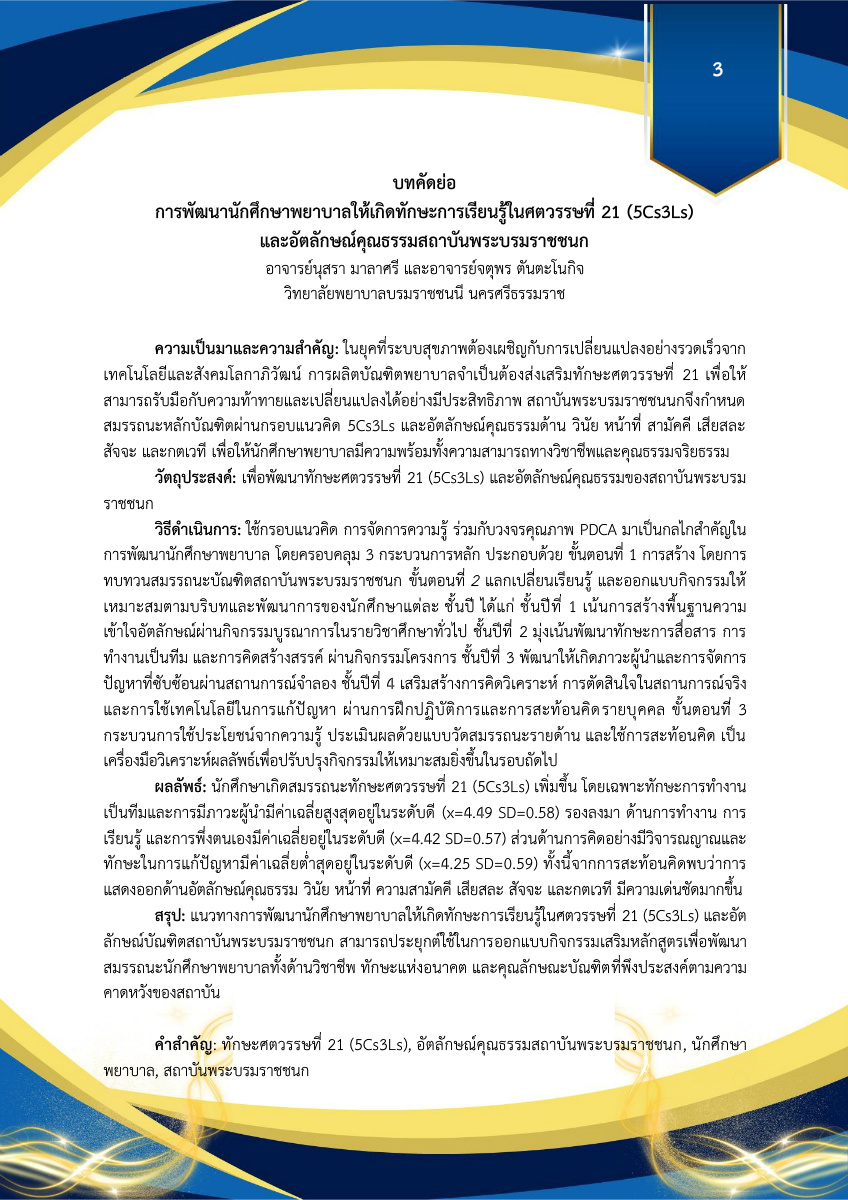 3
บทคัดย่อ
การพัฒนานักศึกษาพยาบาลให้เกิดทักษะการเรียนรู้ในศตวรรษที่ 21 (5Cs3Ls)
และอัตลักษณ์คุณธรรมสถาบันพระบรมราชชนก
อาจารย์นุสรา มาลาศรี และอาจารย์จตุพร ตันตะโนกิจ
วิทยาลัยพยาบาลบรมราชชนนี นครศรีธรรมราช
ความเป็นมาและความสำคัญ: ในยุคที่ระบบสุขภาพต้องเผชิญกับการเปลี่ยนแปลงอย่างรวดเร็วจาก
เทคโนโลยีและสังคมโลกาภิวัฒน์ การผลิตบัณฑิตพยาบาลจำเป็นต้องส่งเสริมทักษะศตวรรษที่ 21 เพื่อให้
สามารถรับมือกับความท้าทายและเปลี่ยนแปลงได้อย่างมีประสิทธิภาพ สถาบันพระบรมราชชนนกจึงกำหนด
สมรรถนะหลักบัณฑิตผ่านกรอบแนวคิด 5Cs3Ls และอัตลักษณ์คุณธรรมด้าน วินัย หน้าที่ สามัคคี เสียสละ
สัจจะ และกตเวที เพื่อให้นักศึกษาพยาบาลมีความพร้อมทั้งความสามารถทางวิชาชีพและคุณธรรมจริยธรรม
วัตถุประสงค์: เพื่อพัฒนาทักษะศตวรรษที่ 21 (5Cs3Ls) และอัตลักษณ์คุณธรรมของสถาบันพระบรม
ราชชนก
วิธีดำเนินการ: ใช้กรอบแนวคิด การจัดการความรู้ ร่วมกับวงจรคุณภาพ PDCA มาเป็นกลไกสำคัญใน
การพัฒนานักศึกษาพยาบาล โดยครอบคลุม 3 กระบวนการหลัก ประกอบด้วย ขั้นตอนที่ 1 การสร้าง โดยการ
ทบทวนสมรรถนะบัณฑิตสถาบันพระบรมราชชนก ขั้นตอนที่ 2 แลกเปลี่ยนเรียนรู้ และออกแบบกิจกรรมให้
เหมาะสมตามบริบทและพัฒนาการของนักศึกษาแต่ละ ชั้นปี ได้แก่ ชั้นปีที่ 1 เน้นการสร้างพื้นฐานความ
เข้าใจอัตลักษณ์ผ่านกิจกรรมบูรณาการในรายวิชาศึกษาทั่วไป ชั้นปีที่ 2 มุ่งเน้นพัฒนาทักษะการสื่อสาร การ
ทำงานเป็นทีม และการคิดสร้างสรรค์ ผ่านกิจกรรมโครงการ ชั้นปีที่ 3 พัฒนาให้เกิดภาวะผู้นำและการจัดการ
ปัญหาที่ซับซ้อนผ่านสถานการณ์จำลอง ชั้นปีที่ 4 เสริมสร้างการคิดวิเคราะห์ การตัดสินใจในสถานการณ์จริง
และการใช้เทคโนโลยีในการแก้ปัญหา ผ่านการฝึกปฏิบัติการและการสะท้อนคิดรายบุคคล ขั้นตอนที่ 3
กระบวนการใช้ประโยชน์จากความรู้ ประเมินผลด้วยแบบวัดสมรรถนะรายด้าน และใช้การสะท้อนคิด เป็น
เครื่องมือวิเคราะห์ผลลัพธ์เพื่อปรับปรุงกิจกรรมให้เหมาะสมยิ่งขึ้นในรอบถัดไป
ผลลัพธ์: นักศึกษาเกิดสมรรถนะทักษะศตวรรษที่ 21 (5Cs3Ls) เพิ่มขึ้น โดยเฉพาะทักษะการทำงาน
เป็นทีมและการมีภาวะผู้นำมีค่าเฉลี่ยสูงสุดอยู่ในระดับดี (x=4.49 SD=0.58) รองลงมา ด้านการทำงาน การ
เรียนรู้ และการพึ่งตนเองมีค่าเฉลี่ยอยู่ในระดับดี (x=4.42 SD=0.57) ส่วนด้านการคิดอย่างมีวิจารณญาณและ
ทักษะในการแก้ปัญหามีค่าเฉลี่ยต่ำสุดอยู่ในระดับดี (x=4.25 SD=0.59) ทั้งนี้จากการสะท้อนคิดพบว่าการ
แสดงออกด้านอัตลักษณ์คุณธรรม วินัย หน้าที่ ความสามัคคี เสียสละ สัจจะ และกตเวที มีความเด่นชัดมากขึ้น
สรุป: แนวทางการพัฒนานักศึกษาพยาบาลให้เกิดทักษะการเรียนรู้ในศตวรรษที่ 21 (5Cs3Ls) และอัต
ลักษณ์บัณฑิตสถาบันพระบรมราชชนก สามารถประยุกต์ใช้ในการออกแบบกิจกรรมเสริมหลักสูตรเพื่อพัฒนา
สมรรถนะนักศึกษาพยาบาลทั้งด้านวิชาชีพ ทักษะแห่งอนาคต และคุณลักษณะบัณฑิตที่พึงประสงค์ตามความ
คาดหวังของสถาบัน
คำสำคัญ: ทักษะศตวรรษที่ 21 (5Cs3Ls), อัตลักษณ์คุณธรรมสถาบันพระบรมราชชนก, นักศึกษา
พยาบาล, สถาบันพระบรมราชชนก